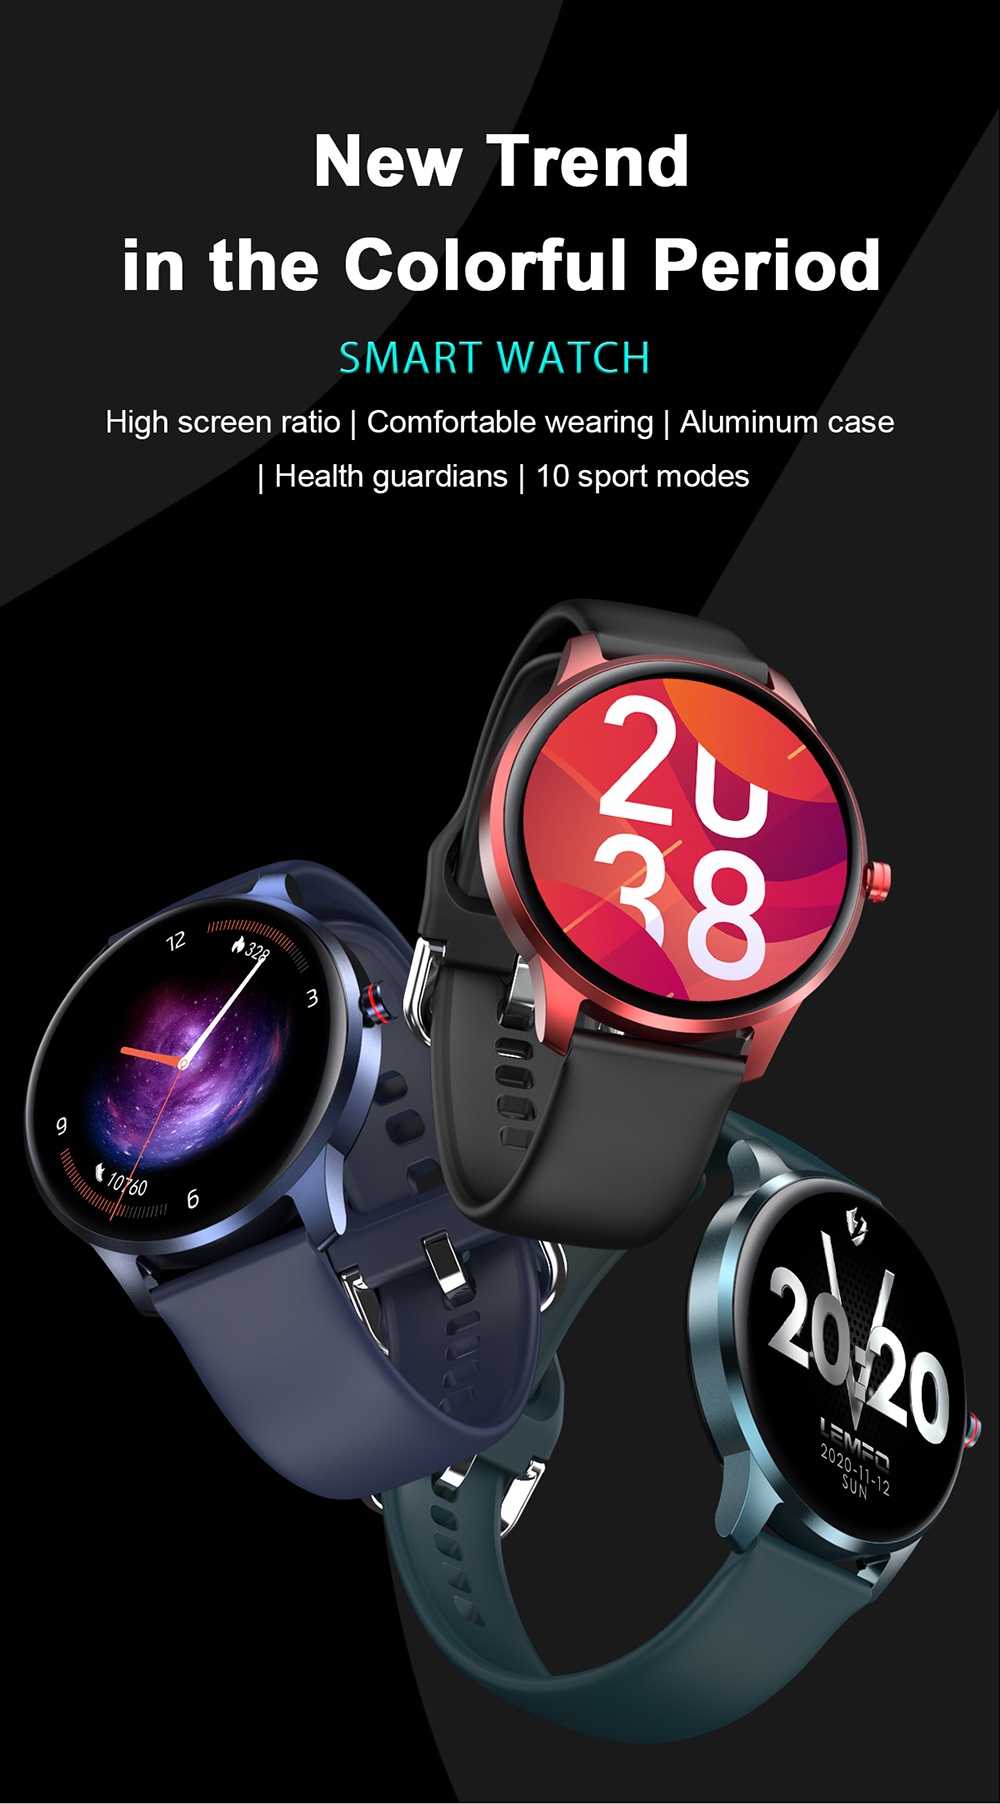 New Trend
in the Colorful Period
SMART WATCH
High screen ratio | Comfortable wearing | Aluminum case
| Health guardians | 10 sport modes
20
38
12
328
3
9
10760
6
20:20
LEMFO
2020-11-12
SUN